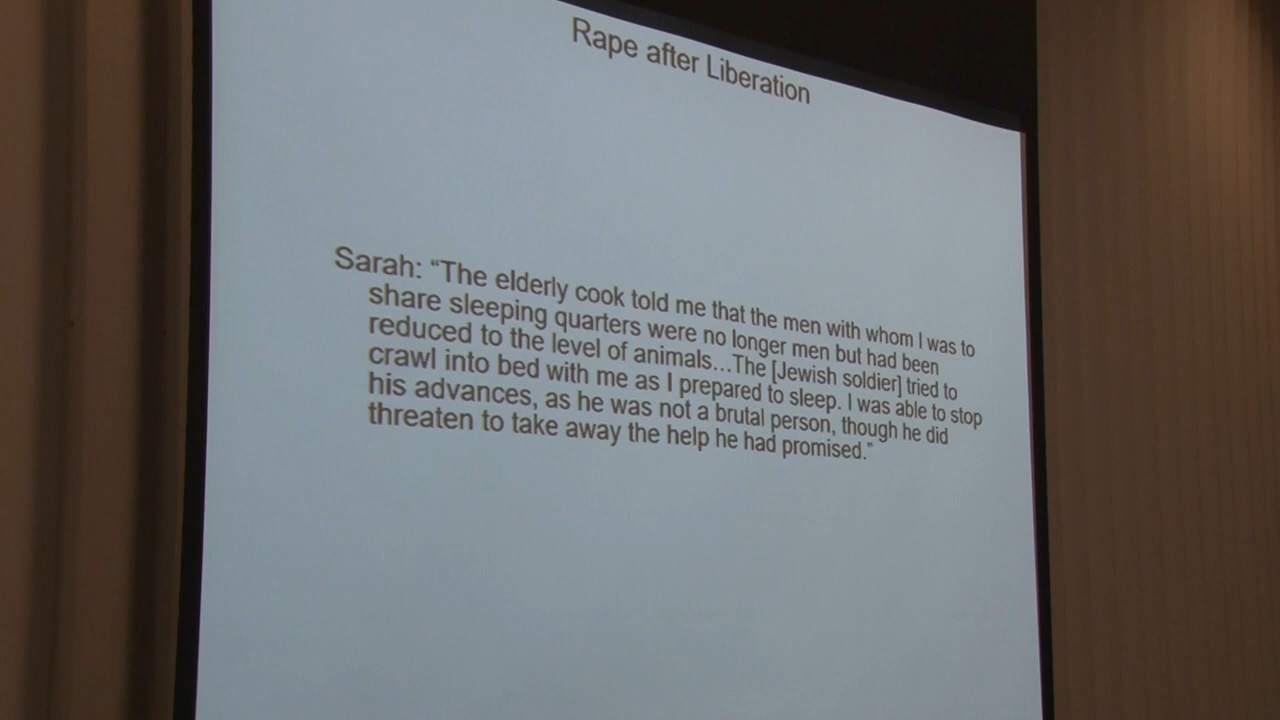 Rape after Liberation
Sarah: “The elderly cook told me that the men with whom I was to
share sleeping quarters were no longer men but had been
reduced to the level of animals…The [Jewish soldier] tried to
crawl into bed with me as I prepared to sleep. I was able to stop
his advances, as he was not a brutal person, though he did
threaten to take away the help he had promised.”